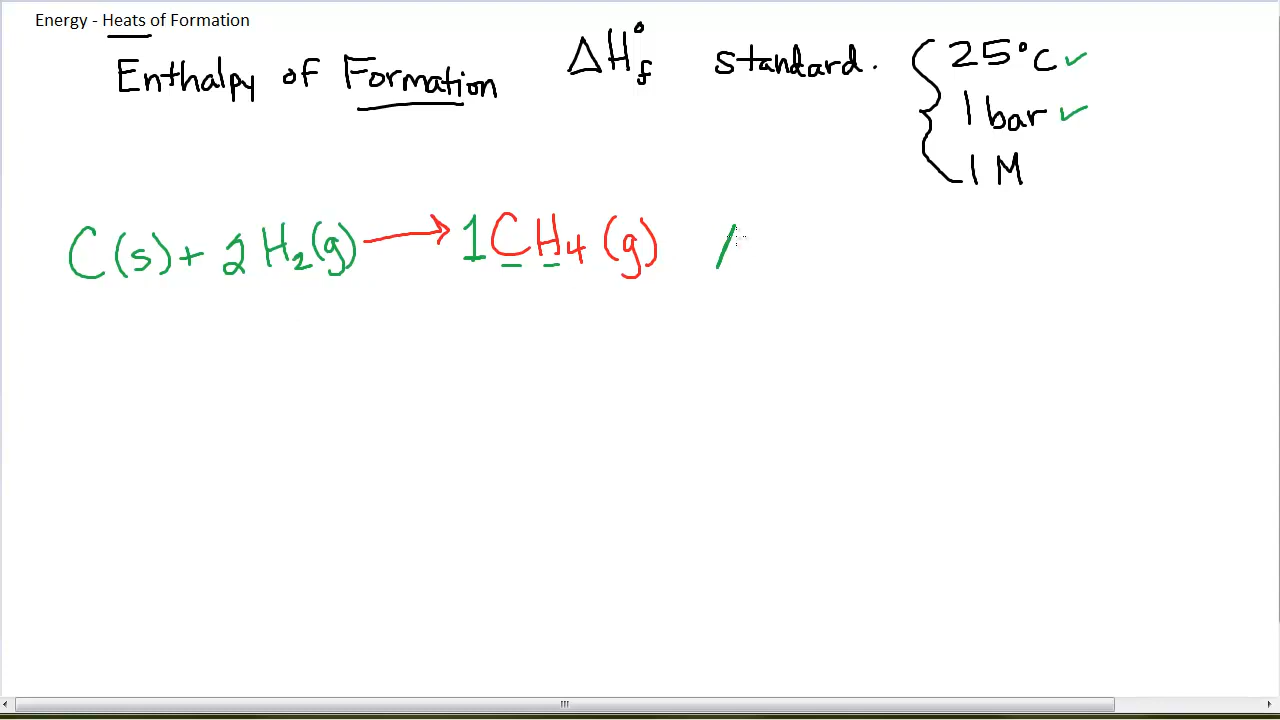 Energy - Heats of Formation
Enthalpy of Formation ΔH°f standard. 25°C ✓
1 bar ✓
1 M
C(s) + 2H₂(g) → 1CH₄(g)